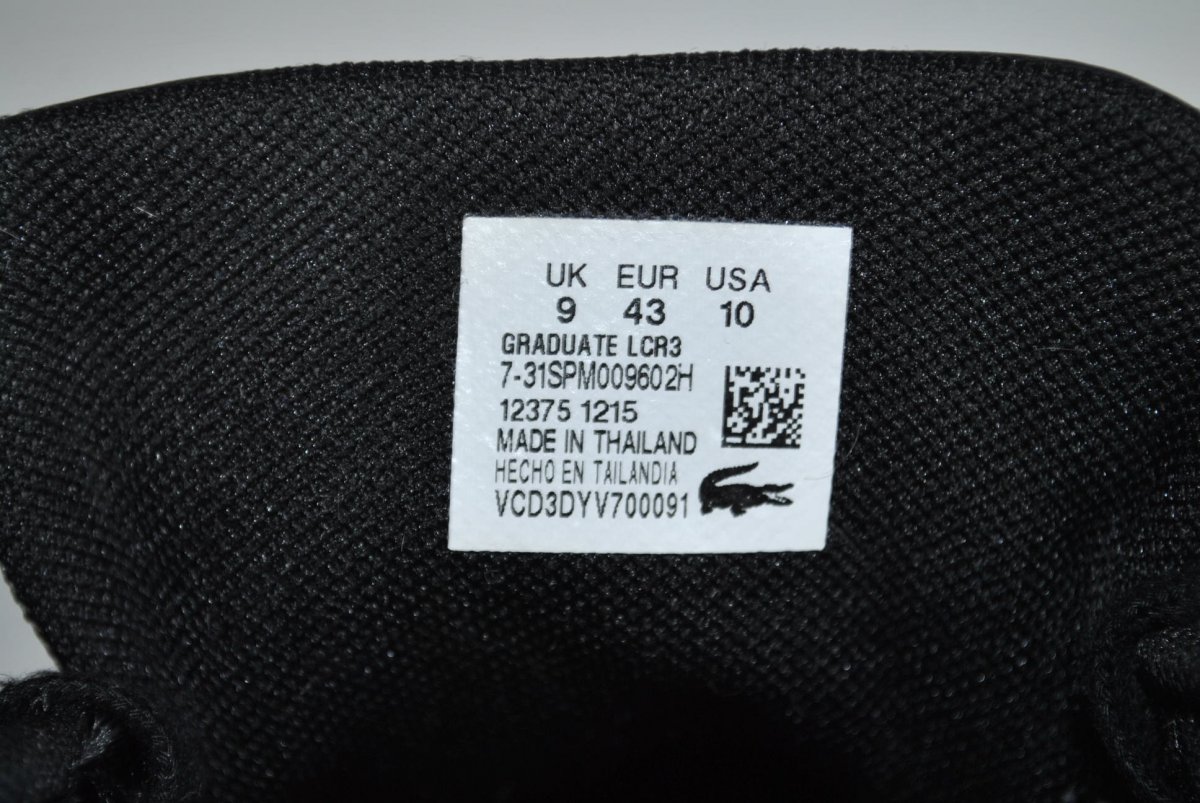 UK EUR USA
9 43 10
GRADUATE LCR3
7-31SPM009602H
12375 1215
MADE IN THAILAND
HECHO EN TAILANDIA
VCD3DYV700091